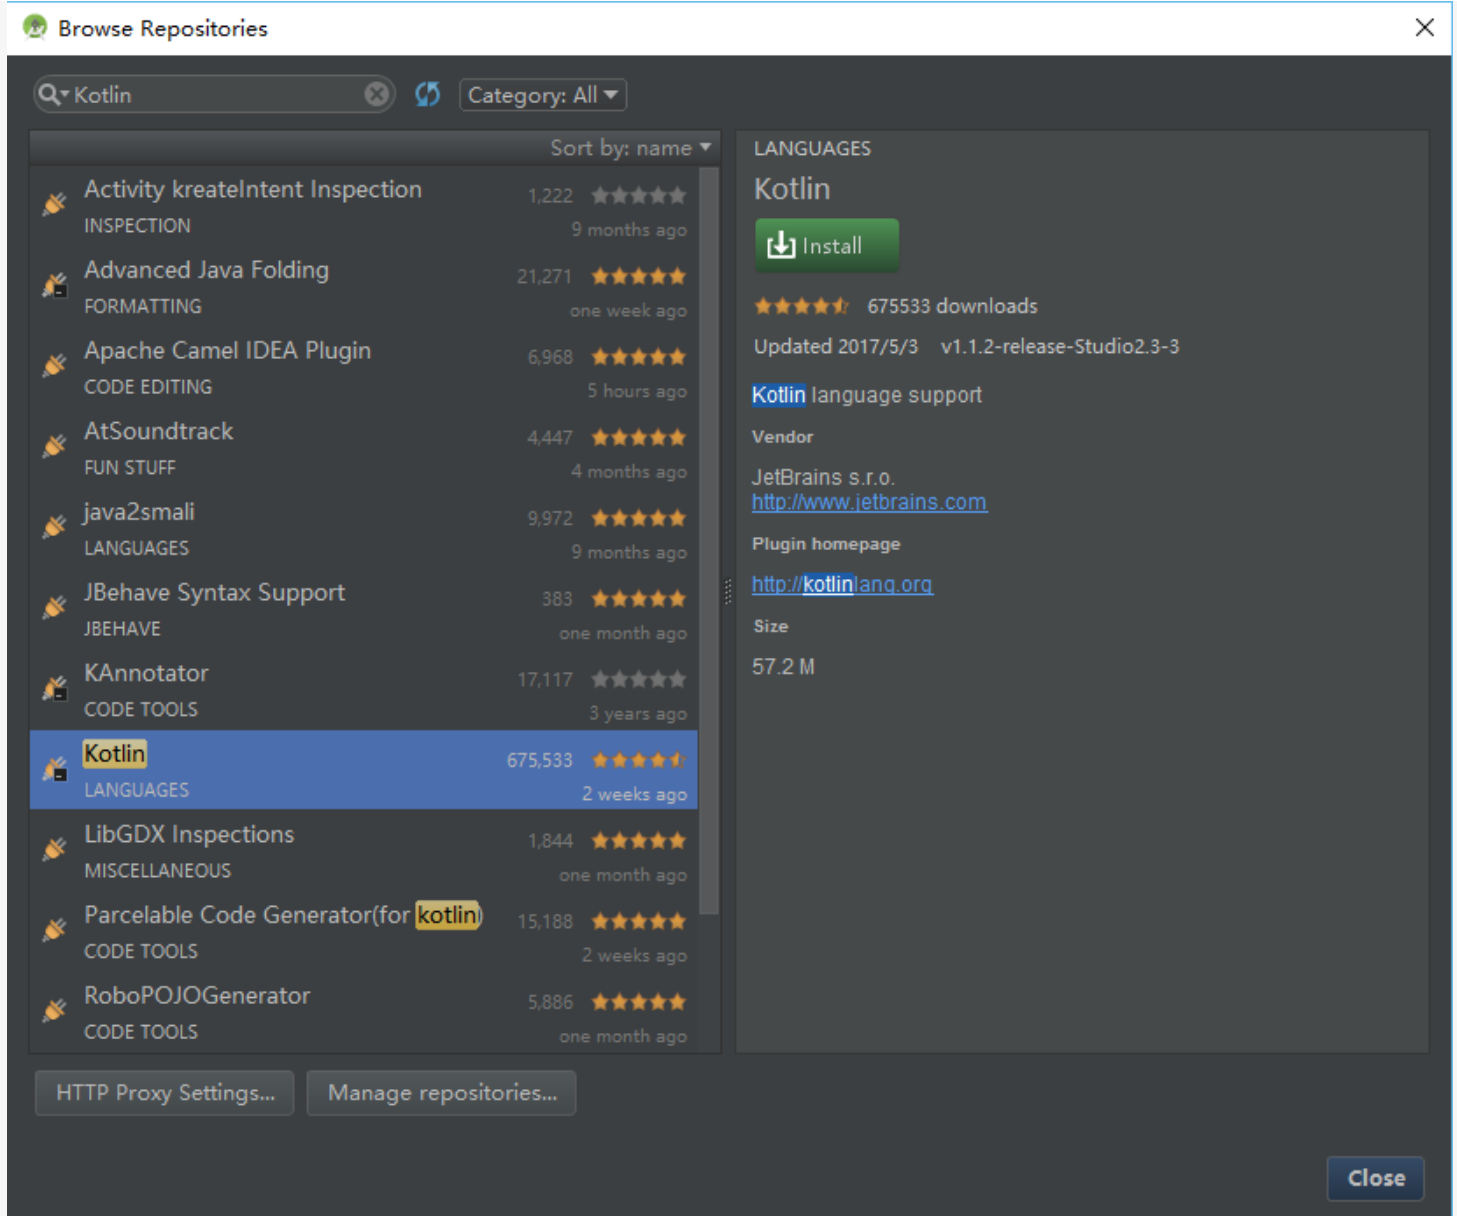 Browse Repositories
Kotlin
Category: All
Sort by: name
Activity kreateIntent Inspection 1,222
INSPECTION 9 months ago
Advanced Java Folding 21,271
FORMATTING one week ago
Apache Camel IDEA Plugin 6,968
CODE EDITING 5 hours ago
AtSoundtrack 4,447
FUN STUFF 4 months ago
java2smali 9,972
LANGUAGES 9 months ago
JBehave Syntax Support 383
JBEHAVE one month ago
KAnnotator 17,117
CODE TOOLS 3 years ago
Kotlin 675,533
LANGUAGES 2 weeks ago
LibGDX Inspections 1,844
MISCELLANEOUS one month ago
Parcelable Code Generator(for kotlin) 15,188
CODE TOOLS 2 weeks ago
RoboPOJOGenerator 5,886
CODE TOOLS one month ago
LANGUAGES
Kotlin
Install
675533 downloads
Updated 2017/5/3 v1.1.2-release-Studio2.3-3
Kotlin language support
Vendor
JetBrains s.r.o.
http://www.jetbrains.com
Plugin homepage
http://kotlinlang.org
Size
57.2 M
HTTP Proxy Settings...
Manage repositories...
Close